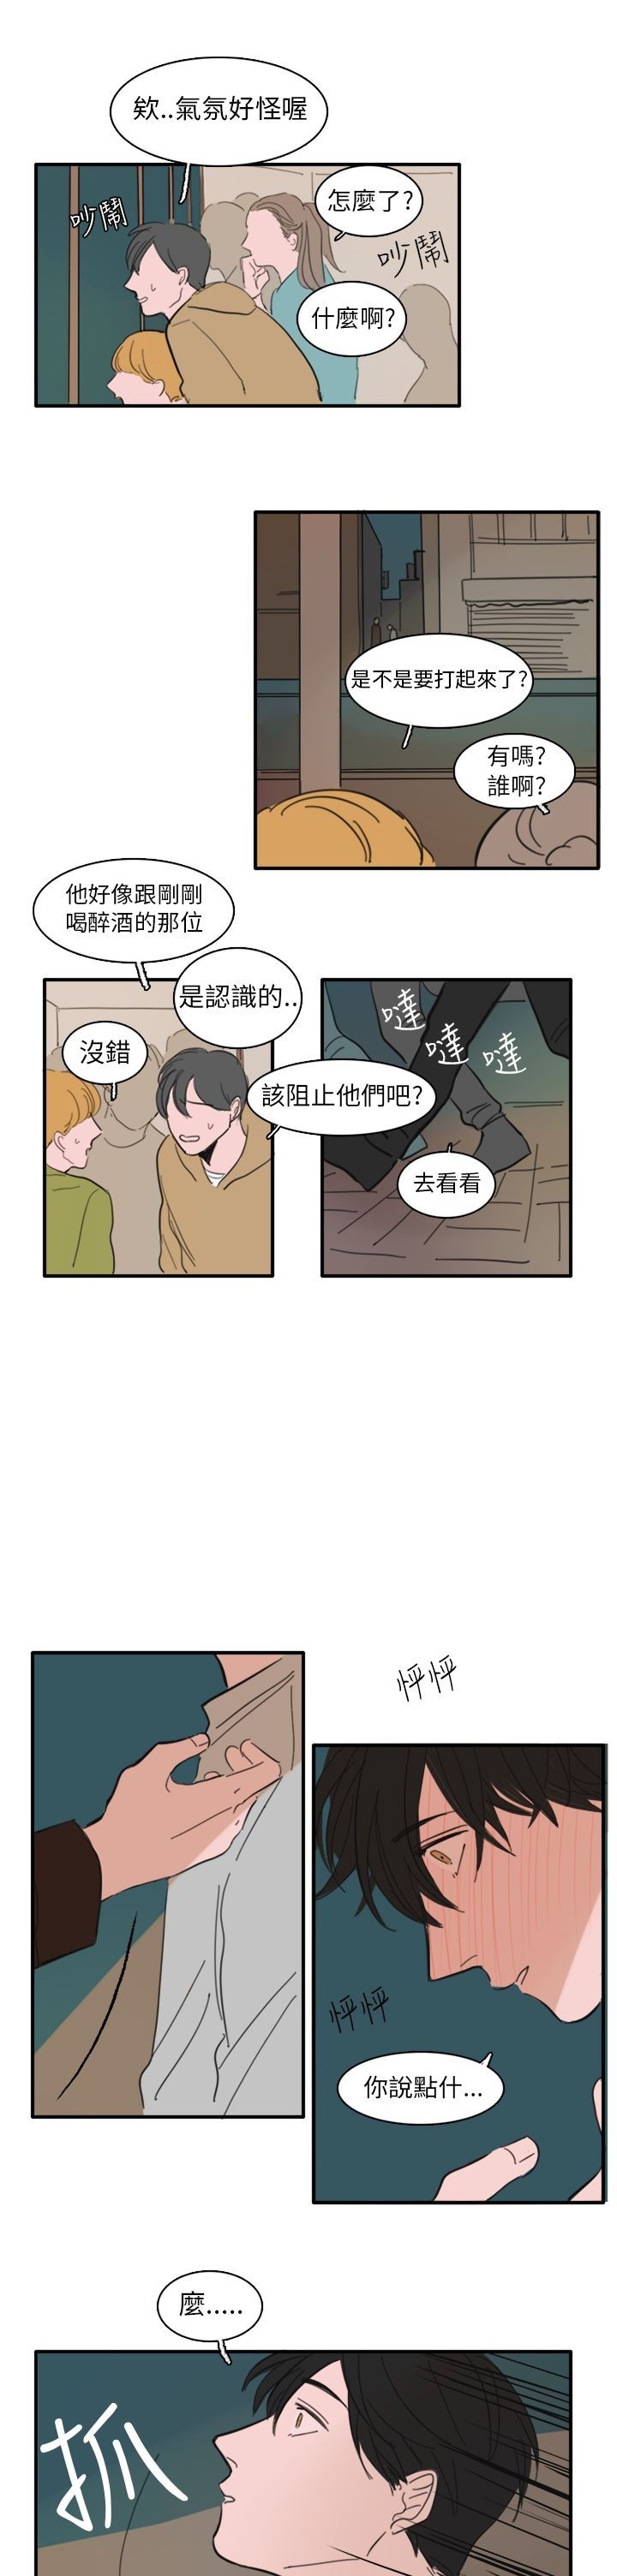 欸..氣氛好怪喔
吵鬧
怎麼了?
吵鬧
什麼啊?
是不是要打起來了?
有嗎?
誰啊?
他好像跟剛剛
喝醉酒的那位
是認識的..
沒錯
該阻止他們吧?
噠 噠 噠
去看看
怦怦
怦怦
你說點什...
麼.....
抓